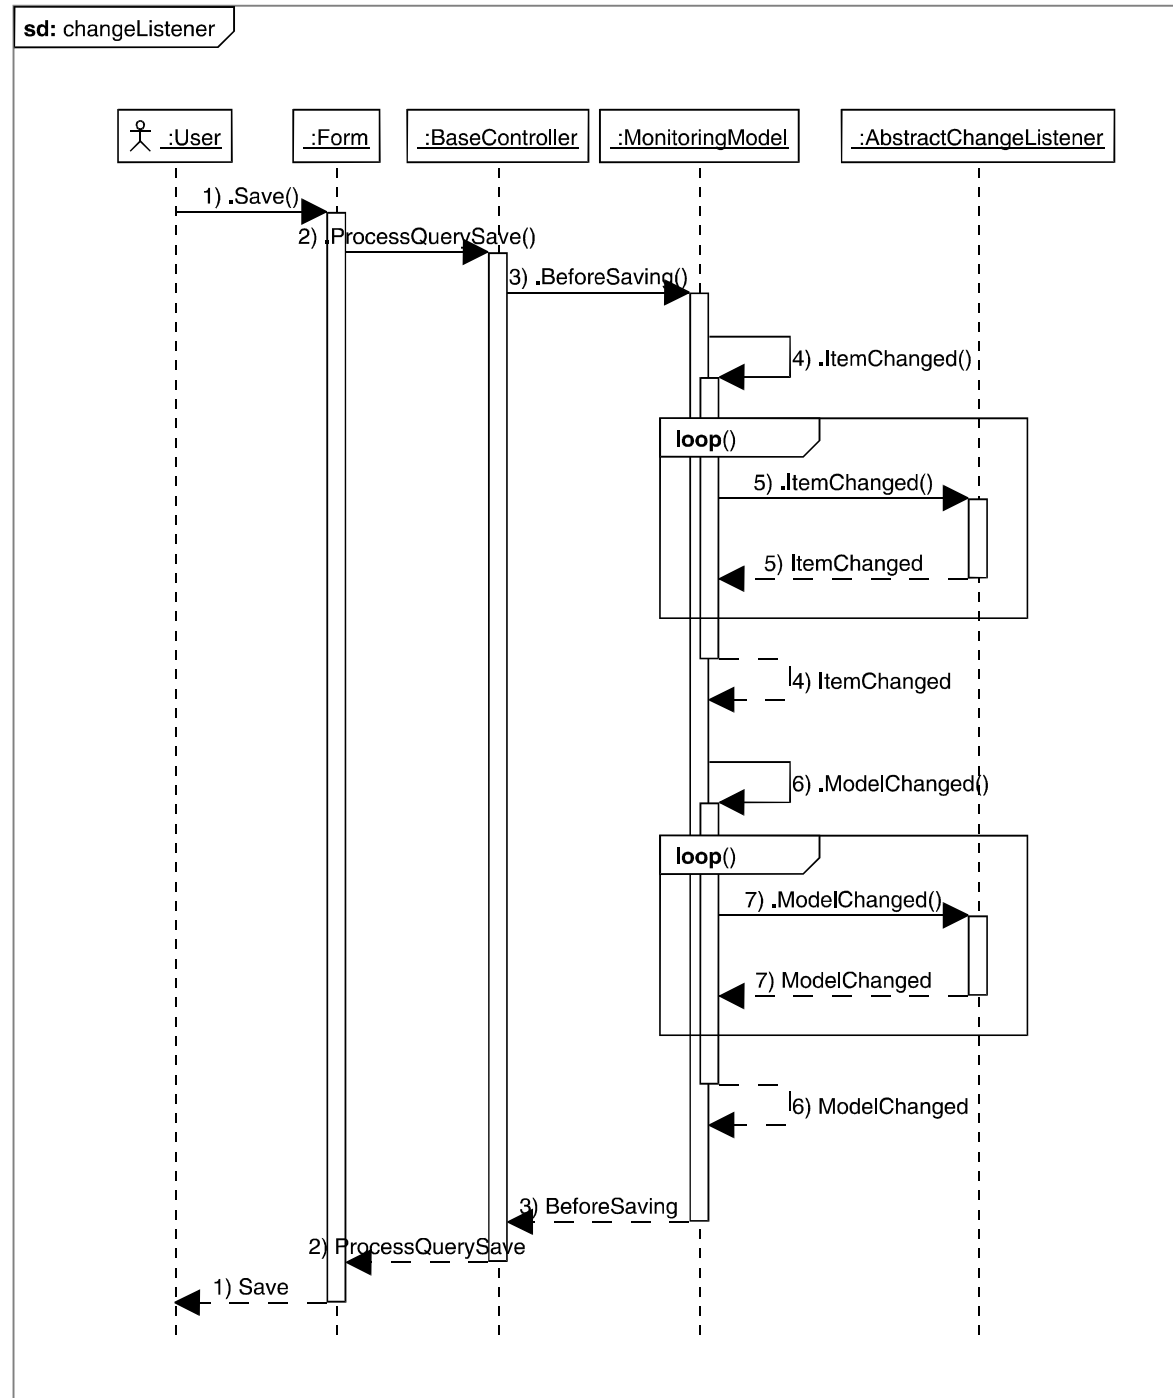 sd: changeListener
:User
:Form
:BaseController
:MonitoringModel
:AbstractChangeListener
1) .Save()
2) .ProcessQuerySave()
3) .BeforeSaving()
4) .ItemChanged()
loop()
5) .ItemChanged()
5) ItemChanged
4) ItemChanged
6) .ModelChanged()
loop()
7) .ModelChanged()
7) ModelChanged
6) ModelChanged
3) BeforeSaving
2) ProcessQuerySave
1) Save